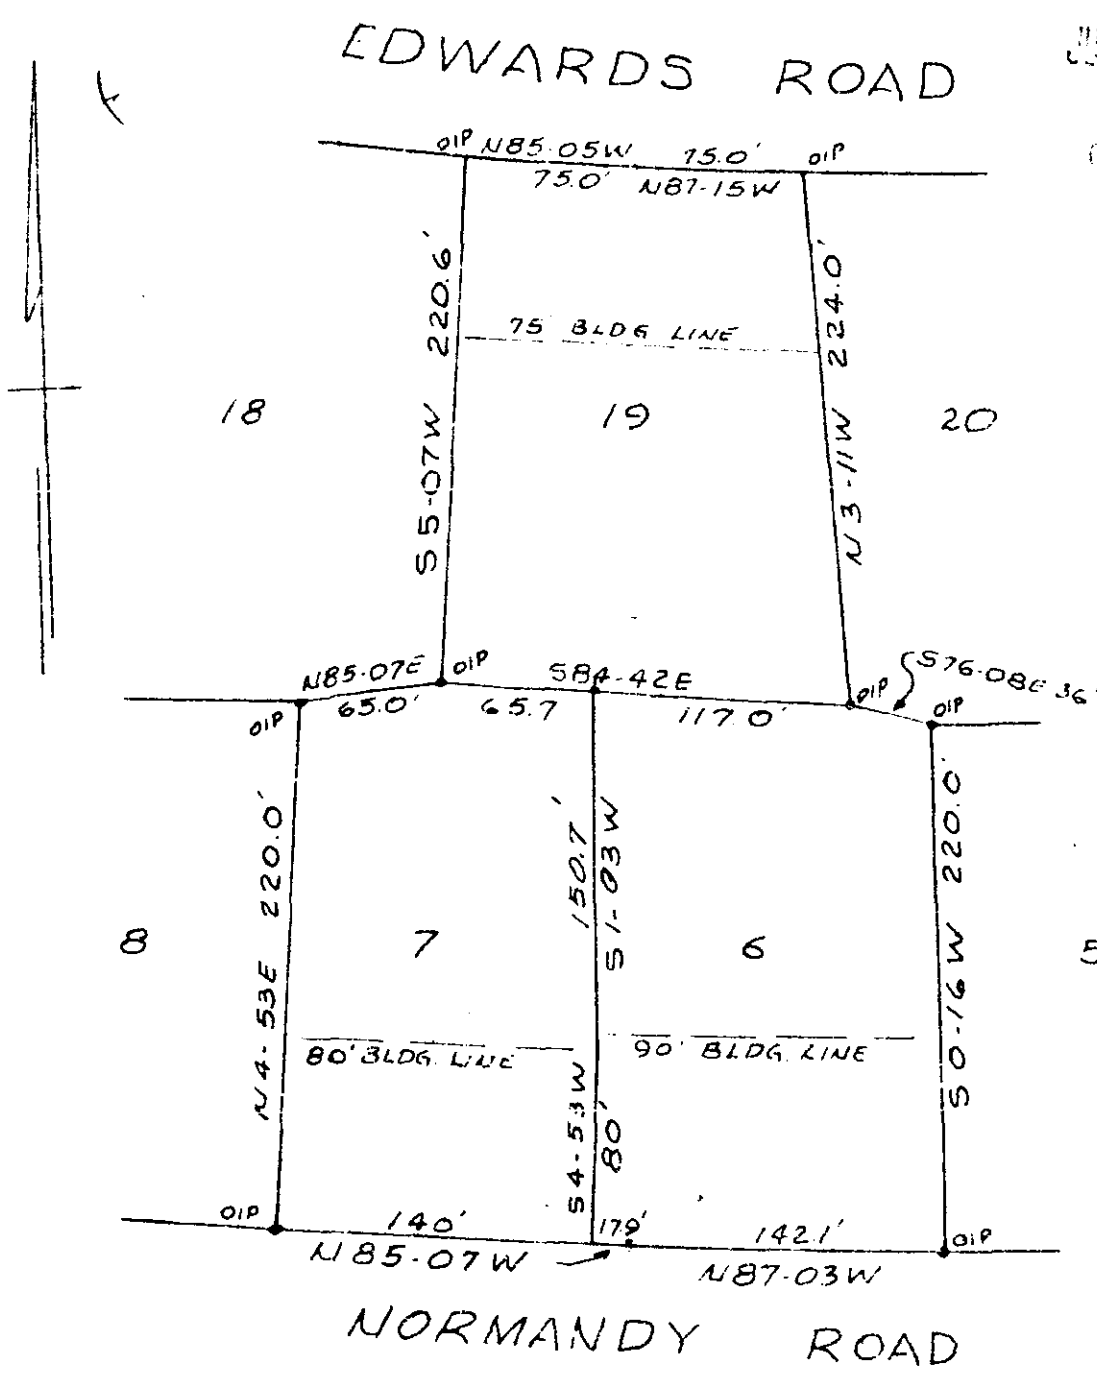 EDWARDS ROAD
OIP N85-05W 75.0' OIP
75.0' N87-15W
S5-07W 220.6'
N3-11W 224.0'
75 BLDG LINE
18
19
20
N85-07E OIP S84-42E
S76-08E 36'
65.0' 65.7 117.0'
OIP
OIP
OIP
N4-53E 220.0'
150.7'
S1-03W
S0-16W 220.0'
8
7
6
5
80' BLDG. LINE
90' BLDG. LINE
S4-53W
80'
OIP 140' 17.9' 142.1' OIP
N85-07W
N87-03W
NORMANDY ROAD